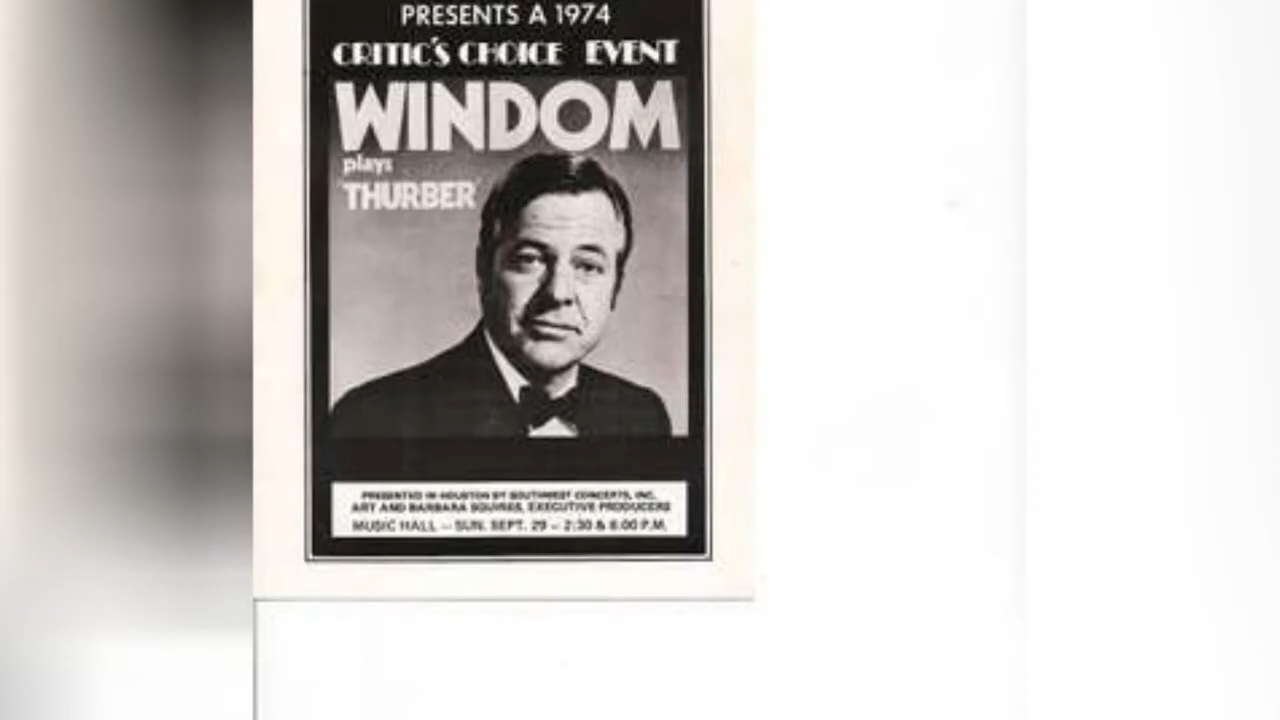 PRESENTS A 1974
CRITIC'S CHOICE EVENT
WINDOM
plays
THURBER
PRESENTED IN HOUSTON BY SOUTHWEST CONCERTS, INC.
ART AND BARBARA SQUIRES, EXECUTIVE PRODUCERS
MUSIC HALL – SUN. SEPT. 29 – 2:30 & 8:00 P.M.